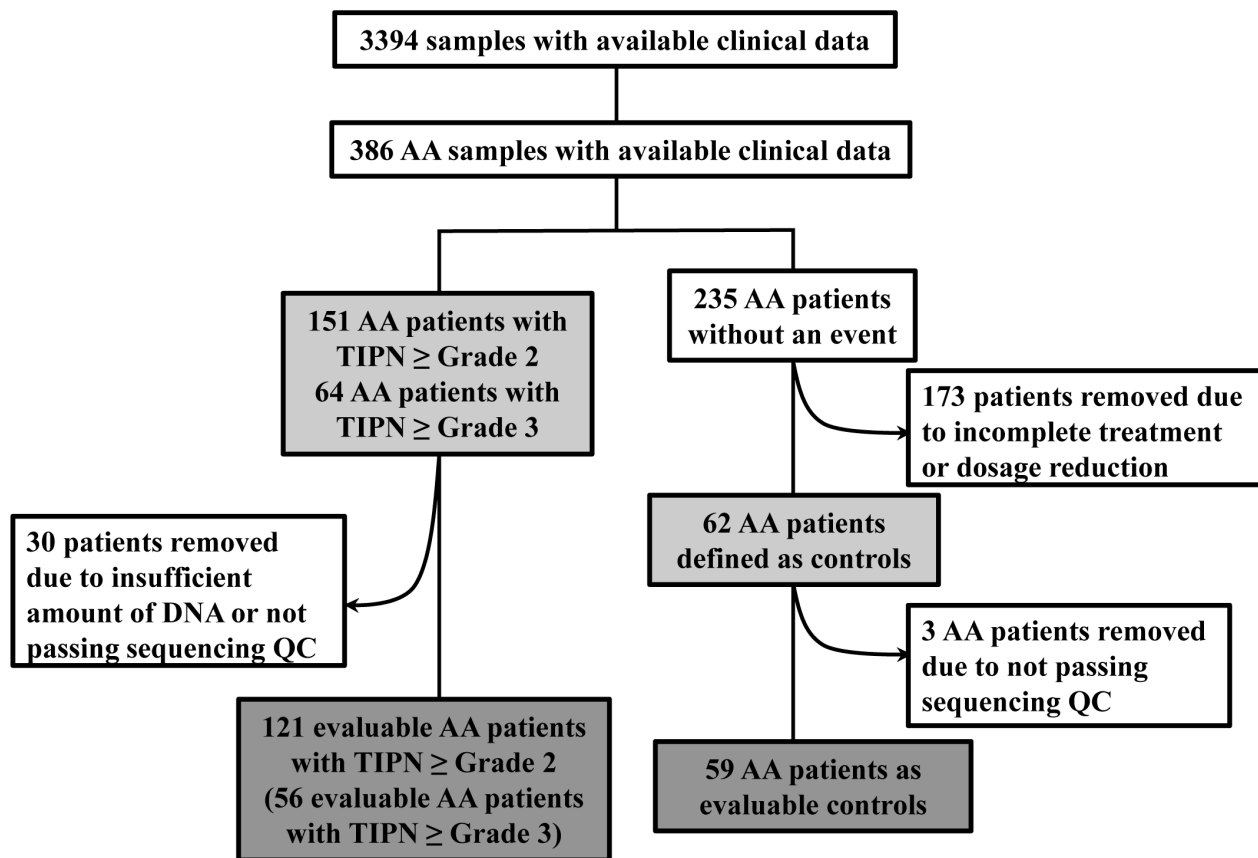 3394 samples with available clinical data
386 AA samples with available clinical data
151 AA patients with
TIPN ≥ Grade 2
64 AA patients with
TIPN ≥ Grade 3
235 AA patients
without an event
173 patients removed due
to incomplete treatment
or dosage reduction
30 patients removed
due to insufficient
amount of DNA or not
passing sequencing QC
62 AA patients
defined as controls
3 AA patients removed
due to not passing
sequencing QC
121 evaluable AA patients
with TIPN ≥ Grade 2
(56 evaluable AA patients
with TIPN ≥ Grade 3)
59 AA patients as
evaluable controls